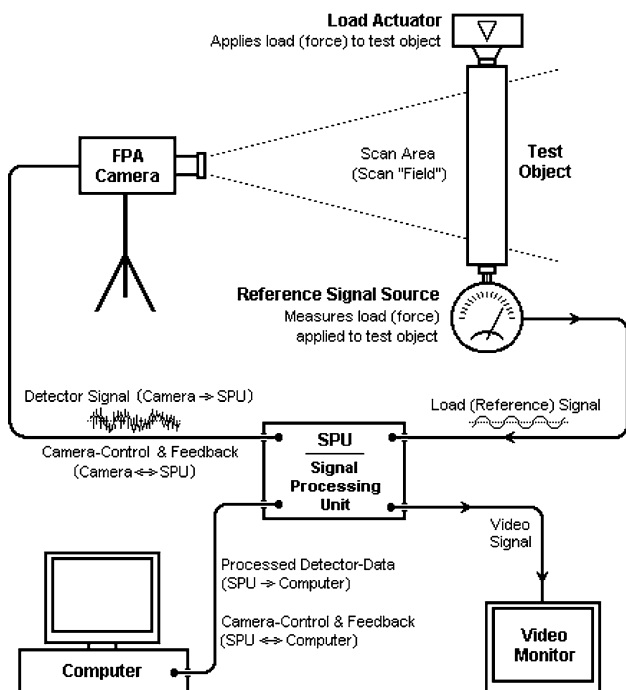 Load Actuator
Applies load (force) to test object
FPA
Camera
Scan Area
(Scan "Field")
Test
Object
Reference Signal Source
Measures load (force)
applied to test object
Detector Signal (Camera → SPU)
Load (Reference) Signal
Camera-Control & Feedback
(Camera ↔ SPU)
SPU
Signal
Processing
Unit
Video
Signal
Processed Detector-Data
(SPU → Computer)
Camera-Control & Feedback
(SPU ↔ Computer)
Computer
Video
Monitor